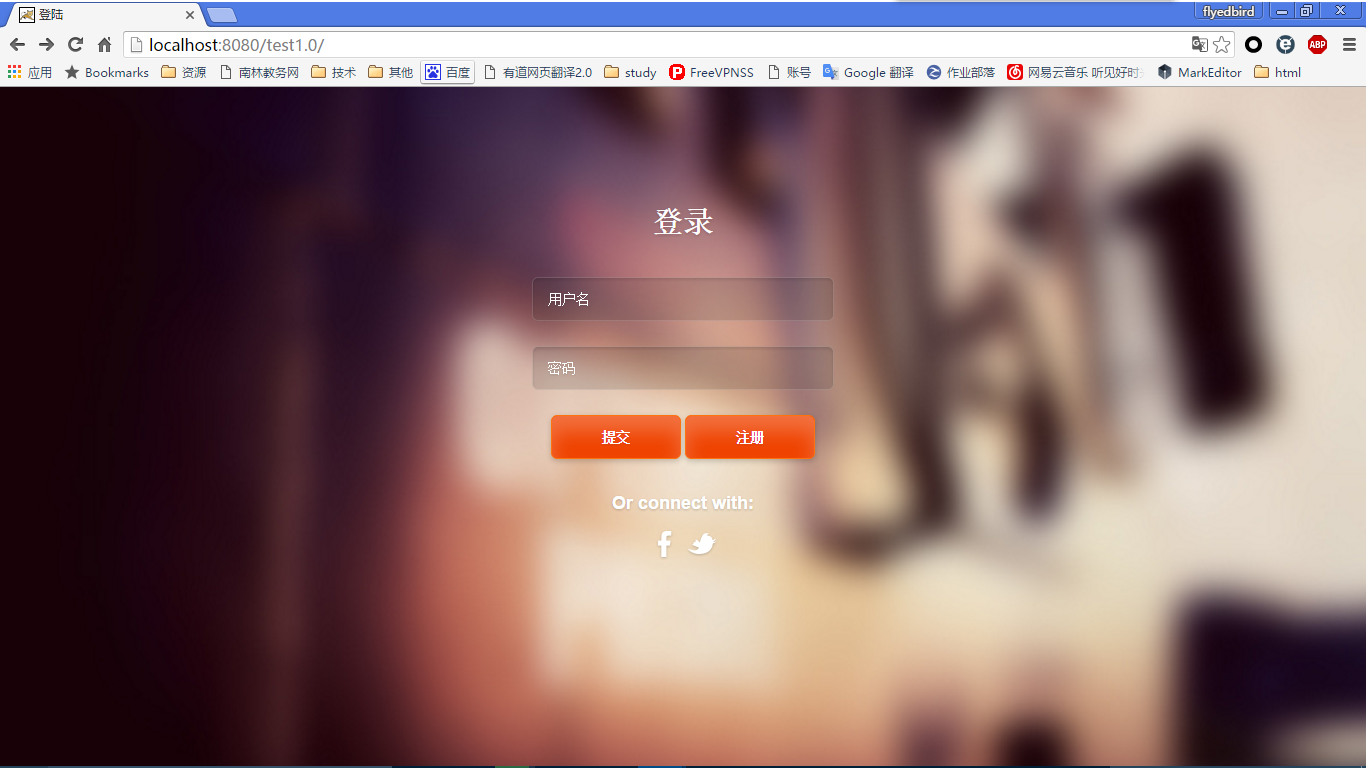 登陆
flyedbird
localhost:8080/test1.0/
ABP
应用 Bookmarks 资源 南林教务网 技术 其他 百度 有道网页翻译2.0 study FreeVPNSS 账号 Google 翻译 作业部落 网易云音乐 听见好时 MarkEditor html
登录
用户名
密码
提交 注册
Or connect with: